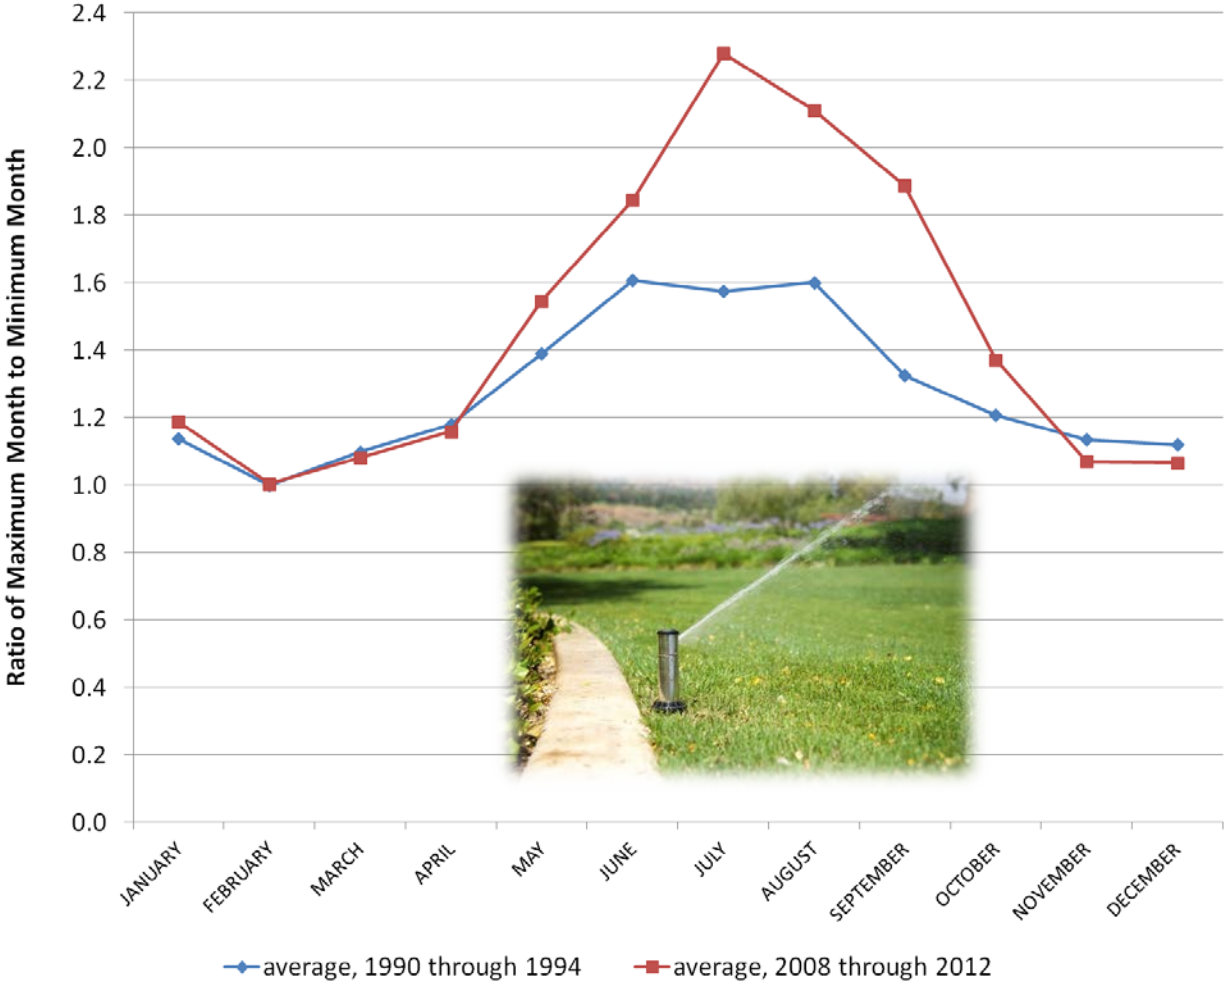 Ratio of Maximum Month to Minimum Month
2.4
2.2
2.0
1.8
1.6
1.4
1.2
1.0
0.8
0.6
0.4
0.2
0.0
JANUARY
FEBRUARY
MARCH
APRIL
MAY
JUNE
JULY
AUGUST
SEPTEMBER
OCTOBER
NOVEMBER
DECEMBER
average, 1990 through 1994
average, 2008 through 2012